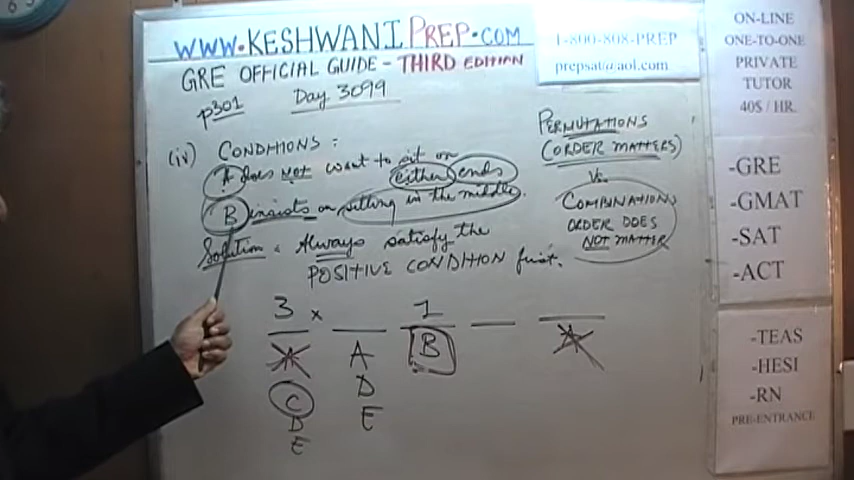 WWW.KESHWANIPREP.COM
GRE OFFICIAL GUIDE - THIRD EDITION
p301 Day 3099
1-800-808-PREP
prepsat@aol.com
(iv) CONDITIONS :
A does NOT want to sit on either ends
B insists on sitting in the middle.
Solution : Always satisfy the
POSITIVE CONDITION first.
PERMUTATIONS
(ORDER MATTERS)
Vs.
COMBINATIONS
ORDER DOES
NOT MATTER
3 x 1
A A B A
C D
D E
E
ON-LINE
ONE-TO-ONE
PRIVATE
TUTOR
40$ / HR.
-GRE
-GMAT
-SAT
-ACT
-TEAS
-HESI
-RN
PRE-ENTRANCE